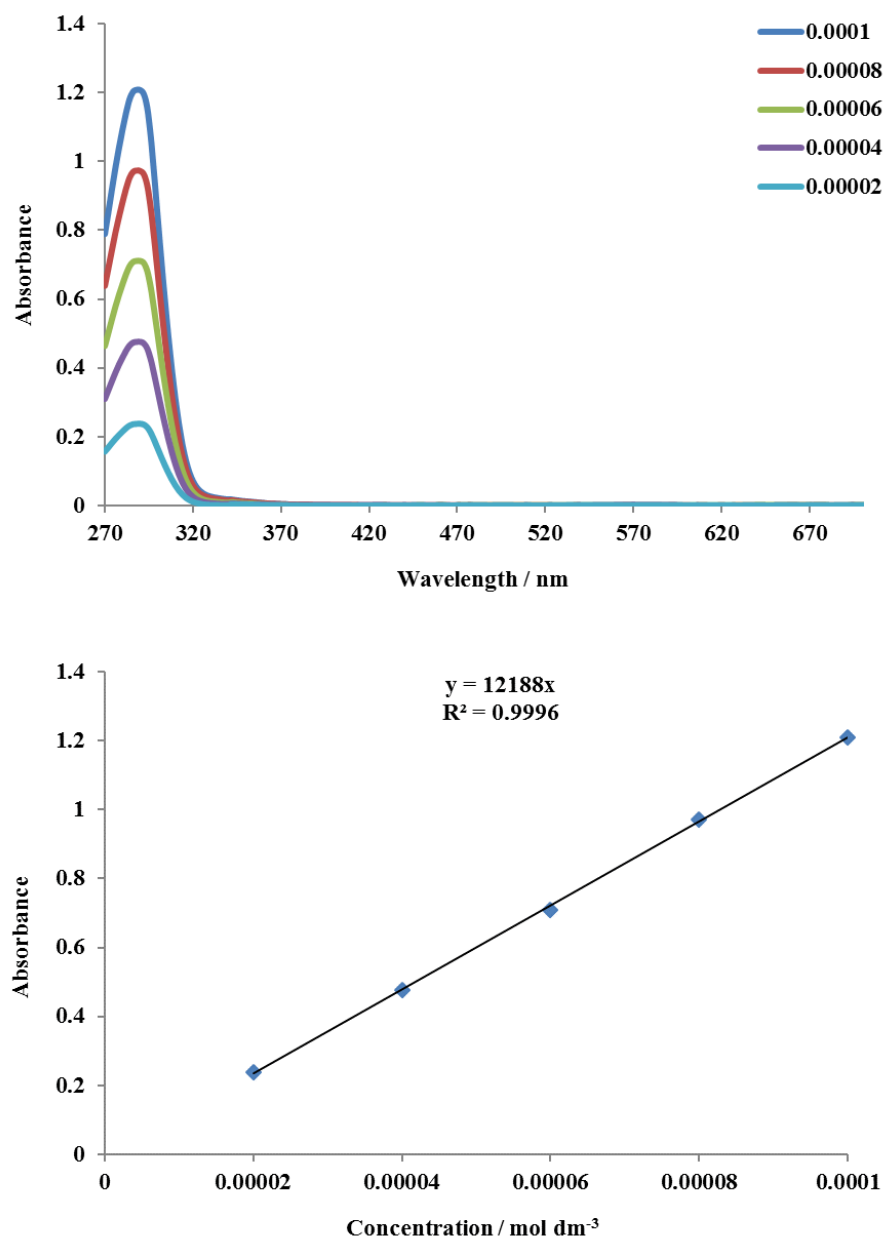 1.4
1.2
1
0.8
0.6
0.4
0.2
0
Absorbance
270 320 370 420 470 520 570 620 670
Wavelength / nm
0.0001
0.00008
0.00006
0.00004
0.00002
y = 12188x
R² = 0.9996
1.4
1.2
1
0.8
0.6
0.4
0.2
0
Absorbance
0 0.00002 0.00004 0.00006 0.00008 0.0001
Concentration / mol dm⁻³